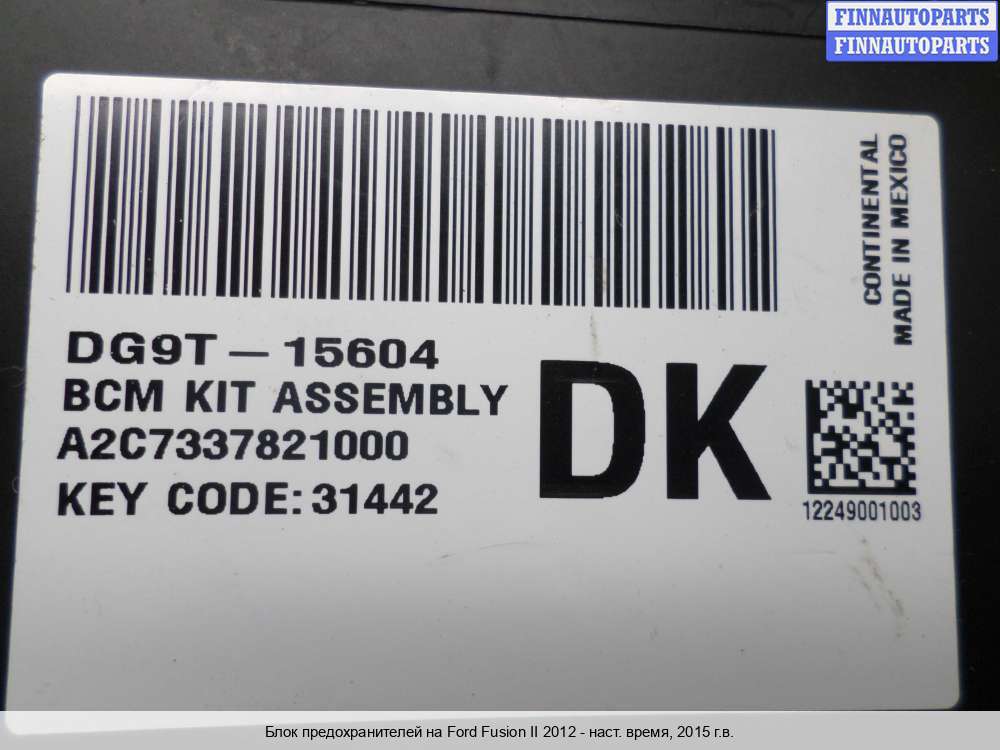 FINNAUTOPARTS
FINNAUTOPARTS
CONTINENTAL
MADE IN MEXICO
DG9T — 15604
BCM KIT ASSEMBLY
A2C7337821000
KEY CODE: 31442
DK
12249001003
Блок предохранителей на Ford Fusion II 2012 - наст. время, 2015 г.в.